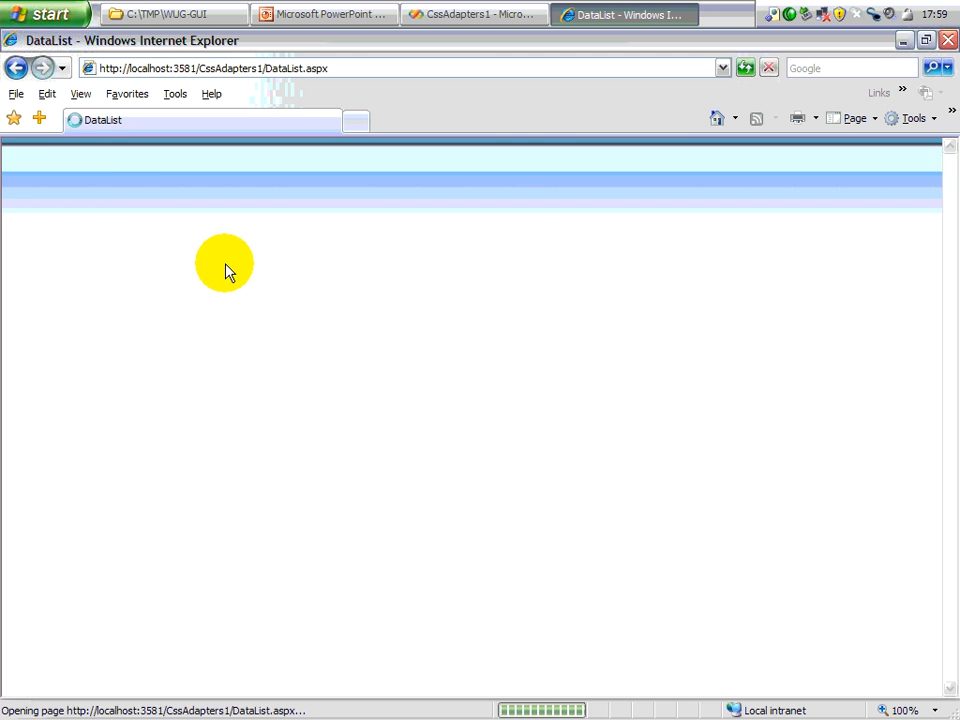 start
C:\TMP\WUG-GUI
Microsoft PowerPoint ...
CssAdapters1 - Micro...
DataList - Windows I...
17:59
DataList - Windows Internet Explorer
http://localhost:3581/CssAdapters1/DataList.aspx
Google
File Edit View Favorites Tools Help
Links »
DataList
Page
Tools
»
Opening page http://localhost:3581/CssAdapters1/DataList.aspx...
Local intranet
100%